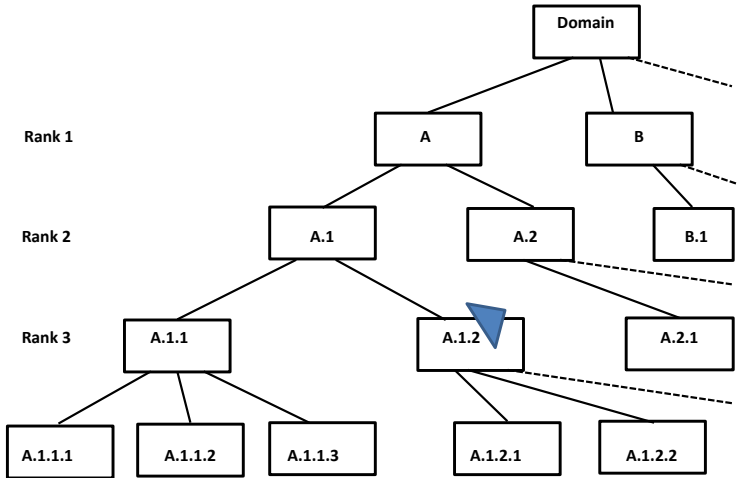 Domain
Rank 1
A
B
Rank 2
A.1
A.2
B.1
Rank 3
A.1.1
A.1.2
A.2.1
A.1.1.1
A.1.1.2
A.1.1.3
A.1.2.1
A.1.2.2